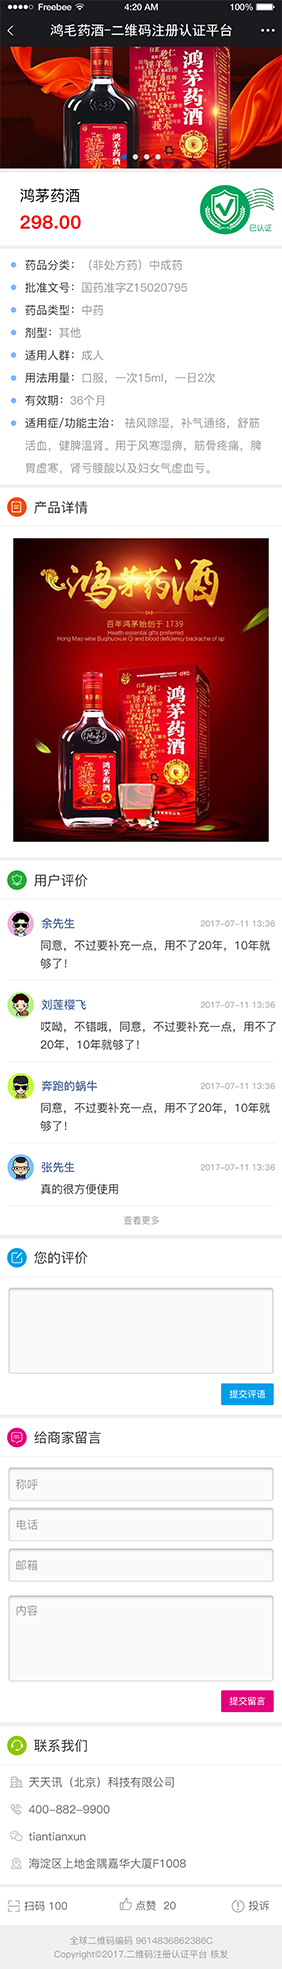 Freebee
4:20 AM
100%
鸿毛药酒-二维码注册认证平台
鸿茅药酒
鸿茅药酒
298.00
已认证
药品分类：（非处方药）中成药
批准文号：国药准字Z15020795
药品类型：中药
剂型：其他
适用人群：成人
用法用量：口服，一次15ml，一日2次
有效期：36个月
适用症/功能主治： 祛风除湿，补气通络，舒筋
活血，健脾温肾。用于风寒湿痹，筋骨疼痛，脾
胃虚寒，肾亏腰酸以及妇女气虚血亏。
产品详情
鸿茅药酒
百年鸿茅始创于 1739
Health essential gifts preferred
Hong Mao wine Buqhuoxue Qi and blood deficiency backache of sp
鸿茅药酒
OTC
鸿茅药酒
用户评价
余先生
2017-07-11 13:36
同意，不过要补充一点，用不了20年，10年就
够了！
刘莲樱飞
2017-07-11 13:36
哎呦，不错哦，同意，不过要补充一点，用不了
20年，10年就够了！
奔跑的蜗牛
2017-07-11 13:36
同意，不过要补充一点，用不了20年，10年就
够了！
张先生
2017-07-11 13:36
真的很方便使用
查看更多
您的评价
提交评语
给商家留言
称呼
电话
邮箱
内容
提交留言
联系我们
天天讯（北京）科技有限公司
400-882-9900
tiantianxun
海淀区上地金隅嘉华大厦F1008
扫码 100
点赞 20
投诉
全球二维码编码 9614836862386C
Copyright©2017.二维码注册认证平台 核发